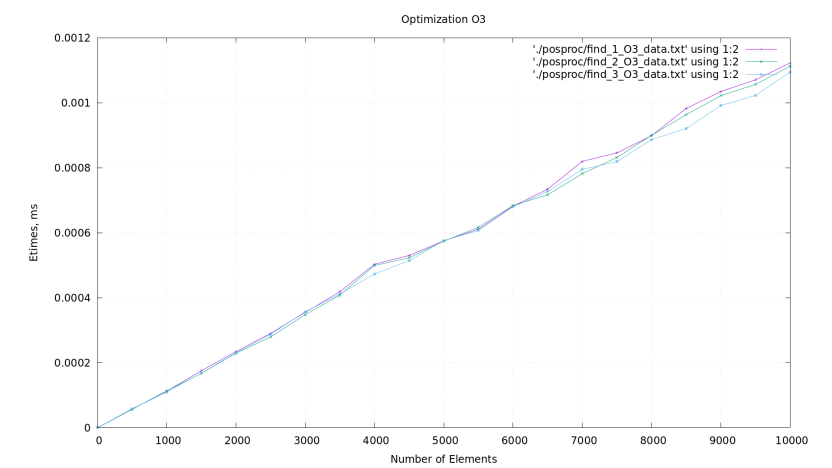 Optimization O3
'./posproc/find_1_O3_data.txt' using 1:2
'./posproc/find_2_O3_data.txt' using 1:2
'./posproc/find_3_O3_data.txt' using 1:2
0.0012
0.001
0.0008
0.0006
0.0004
0.0002
0
Etimes, ms
0 1000 2000 3000 4000 5000 6000 7000 8000 9000 10000
Number of Elements